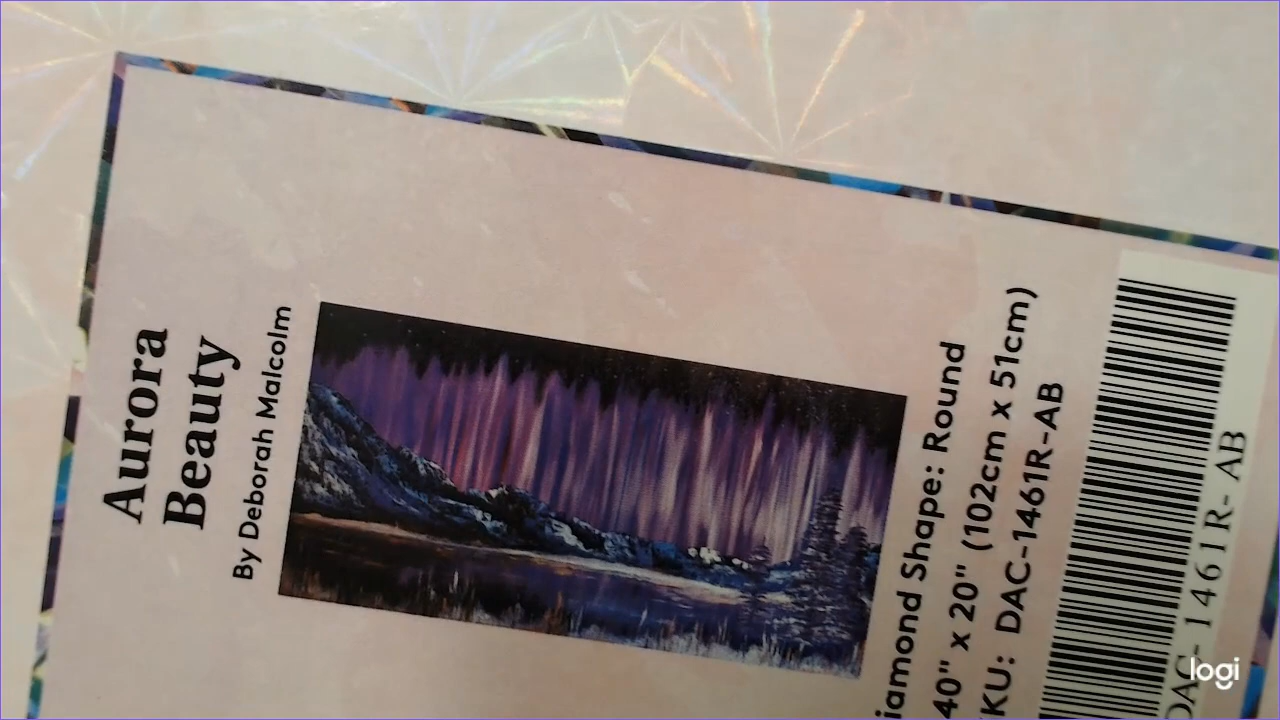 Aurora
Beauty
By Deborah Malcolm
iamond Shape: Round
40" x 20" (102cm x 51cm)
KU: DAC-1461R-AB
DAC-1461R-AB
logi